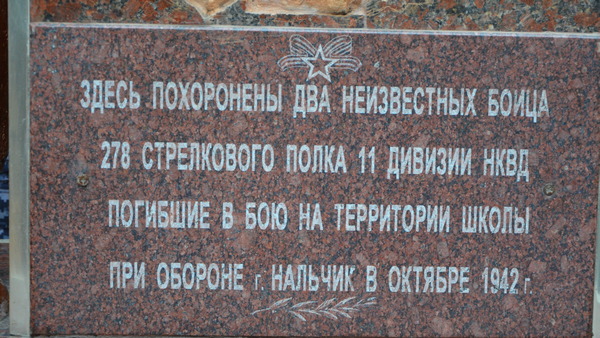 ЗДЕСЬ ПОХОРОНЕНЫ ДВА НЕИЗВЕСТНЫХ БОИЦА
278 СТРЕЛКОВОГО ПОЛКА 11 ДИВИЗИИ НКВД
ПОГИБШИЕ В БОЮ НА ТЕРРИТОРИИ ШКОЛЫ
ПРИ ОБОРОНЕ г. НАЛЬЧИК В ОКТЯБРЕ 1942 г.